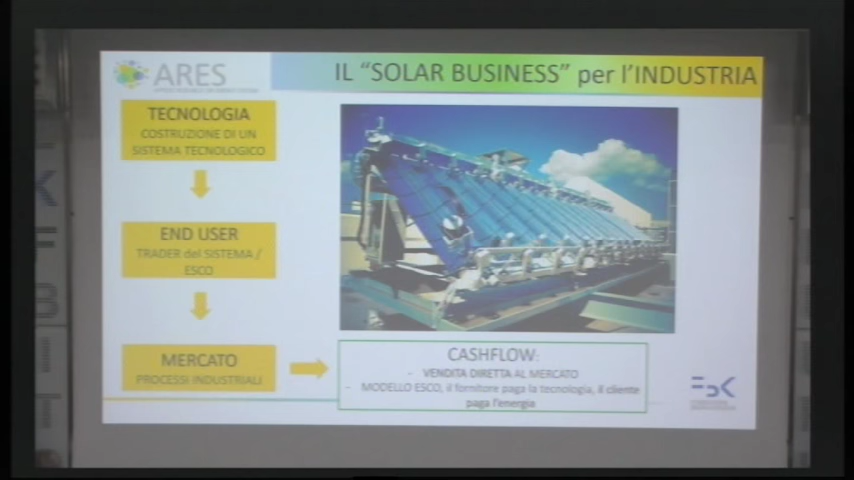 ARES
IL “SOLAR BUSINESS” per l’INDUSTRIA
TECNOLOGIA
COSTRUZIONE DI UN
SISTEMA TECNOLOGICO
END USER
TRADER del SISTEMA /
ESCO
MERCATO
PROCESSI INDUSTRIALI
CASHFLOW:
- VENDITA DIRETTA AL MERCATO
- MODELLO ESCO, il fornitore paga la tecnologia, il cliente
paga l’energia
FBK